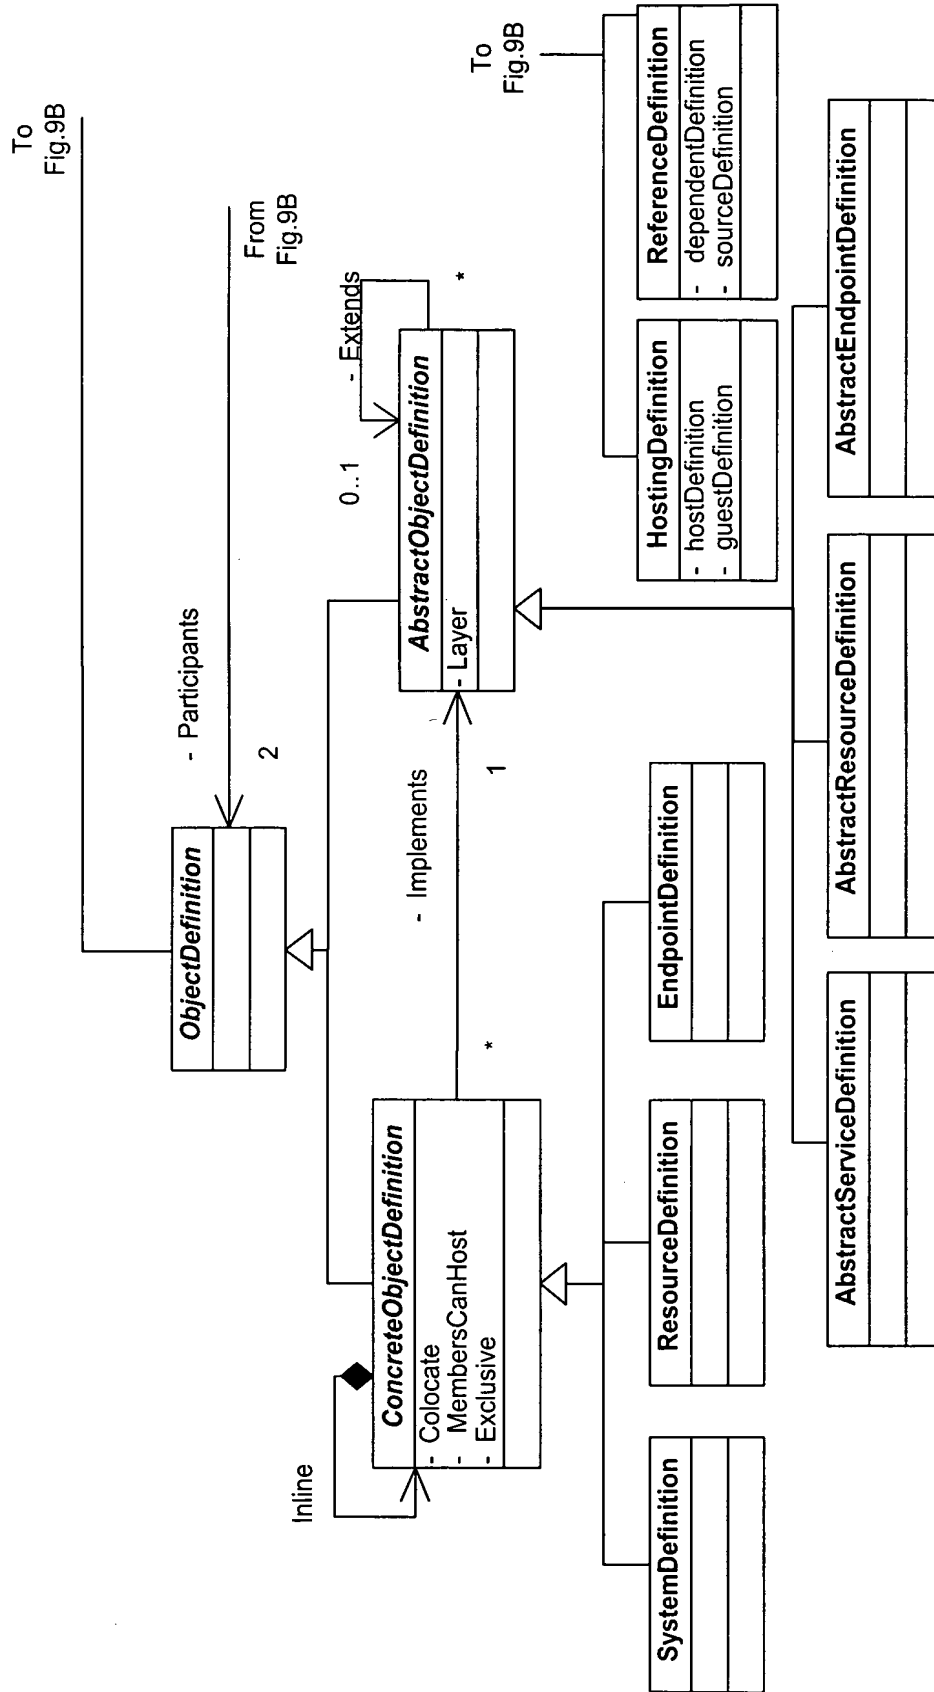 To
Fig.9B
- Participants
From
Fig.9B
2
ObjectDefinition
Inline
- Implements
1
*
0..1
- Extends
*
ConcreteObjectDefinition
- Colocate
- MembersCanHost
- Exclusive
AbstractObjectDefinition
- Layer
To
Fig.9B
SystemDefinition
ResourceDefinition
EndpointDefinition
HostingDefinition
- hostDefinition
- guestDefinition
ReferenceDefinition
- dependentDefinition
- sourceDefinition
AbstractServiceDefinition
AbstractResourceDefinition
AbstractEndpointDefinition